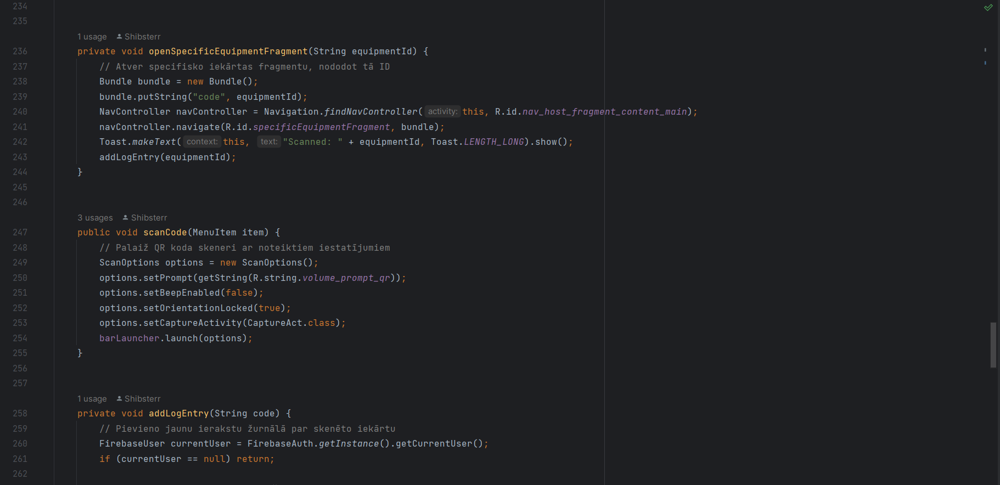 234
235
1 usage Shibsterr
236 private void openSpecificEquipmentFragment(String equipmentId) {
237 // Atver specifisko iekārtas fragmentu, nododot tā ID
238 Bundle bundle = new Bundle();
239 bundle.putString("code", equipmentId);
240 NavController navController = Navigation.findNavController( activity: this, R.id.nav_host_fragment_content_main);
241 navController.navigate(R.id.specificEquipmentFragment, bundle);
242 Toast.makeText( context: this, text: "Scanned: " + equipmentId, Toast.LENGTH_LONG).show();
243 addLogEntry(equipmentId);
244 }
245
246
3 usages Shibsterr
247 public void scanCode(MenuItem item) {
248 // Palaiž QR koda skeneri ar noteiktiem iestatījumiem
249 ScanOptions options = new ScanOptions();
250 options.setPrompt(getString(R.string.volume_prompt_qr));
251 options.setBeepEnabled(false);
252 options.setOrientationLocked(true);
253 options.setCaptureActivity(CaptureAct.class);
254 barLauncher.launch(options);
255 }
256
257
1 usage Shibsterr
258 private void addLogEntry(String code) {
259 // Pievieno jaunu ierakstu žurnālā par skenēto iekārtu
260 FirebaseUser currentUser = FirebaseAuth.getInstance().getCurrentUser();
261 if (currentUser == null) return;
262